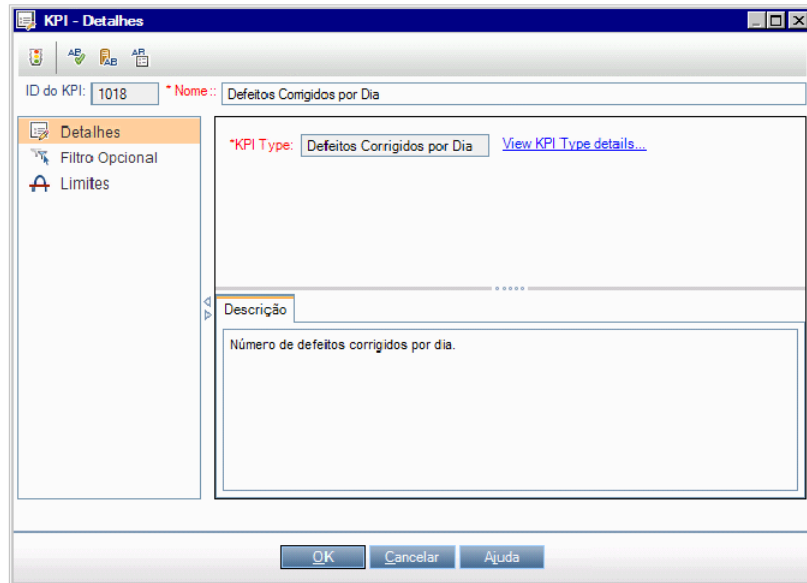 KPI - Detalhes
ID do KPI: 1018 * Nome:: Defeitos Corrigidos por Dia
Detalhes
Filtro Opcional
Limites
*KPI Type: Defeitos Corrigidos por Dia View KPI Type details...
Descrição
Número de defeitos corrigidos por dia.
OK Cancelar Ajuda